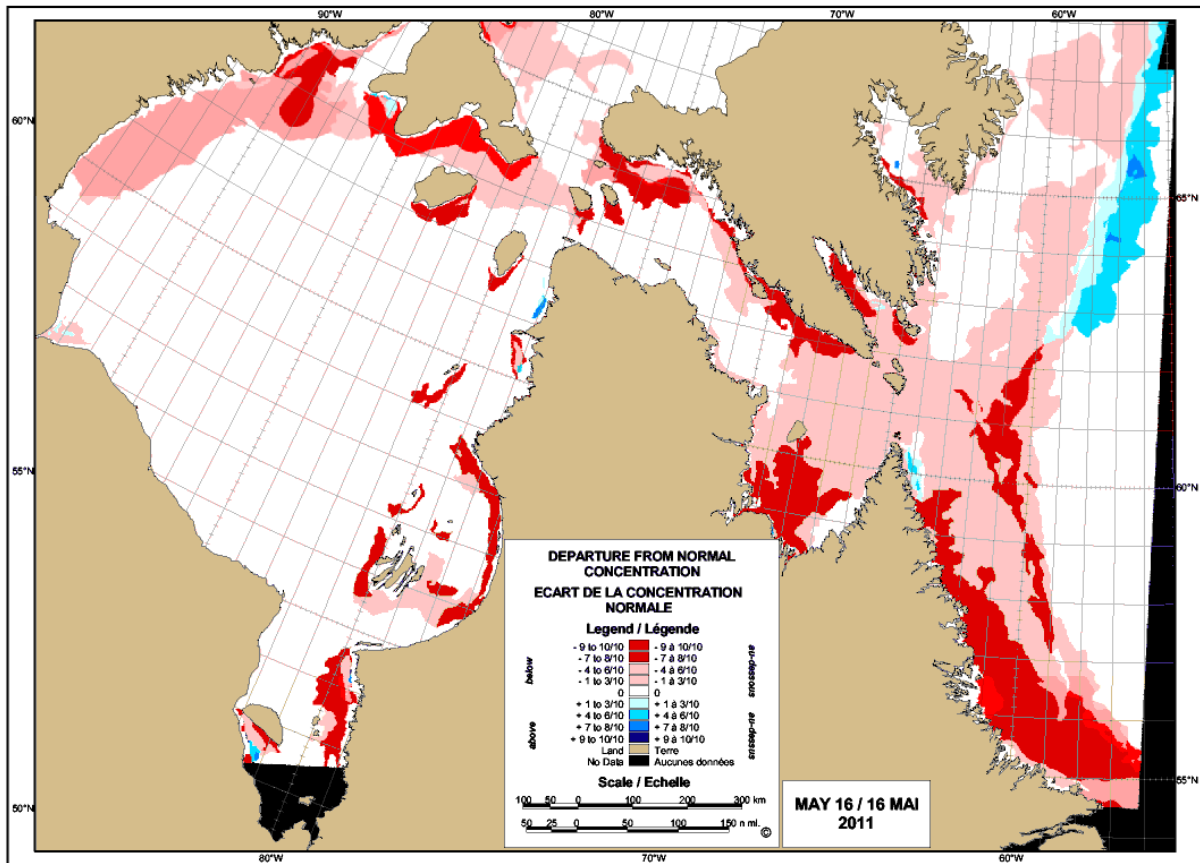 90°W 80°W 70°W 60°W
60°N
65°N
55°N
60°N
50°N
55°N
80°W 70°W 60°W
DEPARTURE FROM NORMAL
CONCENTRATION
ECART DE LA CONCENTRATION
NORMALE
Legend / Légende
below
- 9 to 10/10 - 9 à 10/10
- 7 to 8/10 - 7 à 8/10
- 4 to 6/10 - 4 à 6/10
- 1 to 3/10 - 1 à 3/10
au-dessous
0 0
above
+ 1 to 3/10 + 1 à 3/10
+ 4 to 6/10 + 4 à 6/10
+ 7 to 8/10 + 7 à 8/10
+ 9 to 10/10 + 9 à 10/10
au-dessus
Land Terre
No Data Aucunes données
Scale / Echelle
100 50 0 100 200 300 km
50 25 0 50 100 150 n mi. ©
MAY 16 / 16 MAI
2011